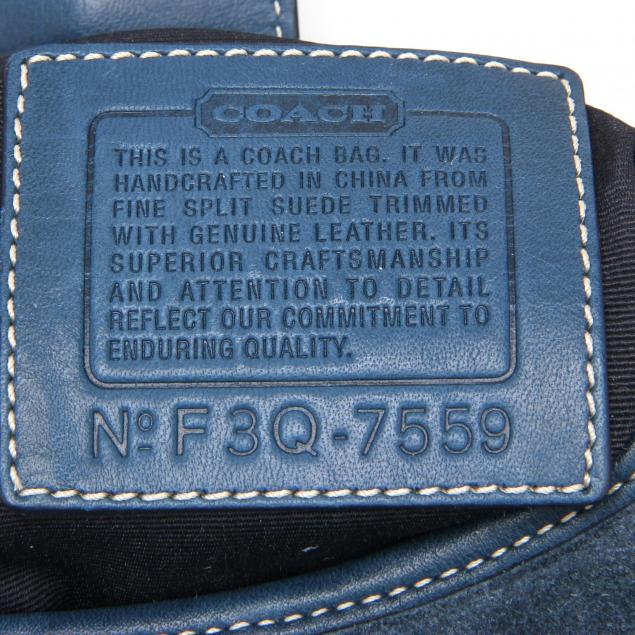 COACH
THIS IS A COACH BAG. IT WAS
HANDCRAFTED IN CHINA FROM
FINE SPLIT SUEDE TRIMMED
WITH GENUINE LEATHER. ITS
SUPERIOR CRAFTSMANSHIP
AND ATTENTION TO DETAIL
REFLECT OUR COMMITMENT TO
ENDURING QUALITY.
Nº F3Q-7559